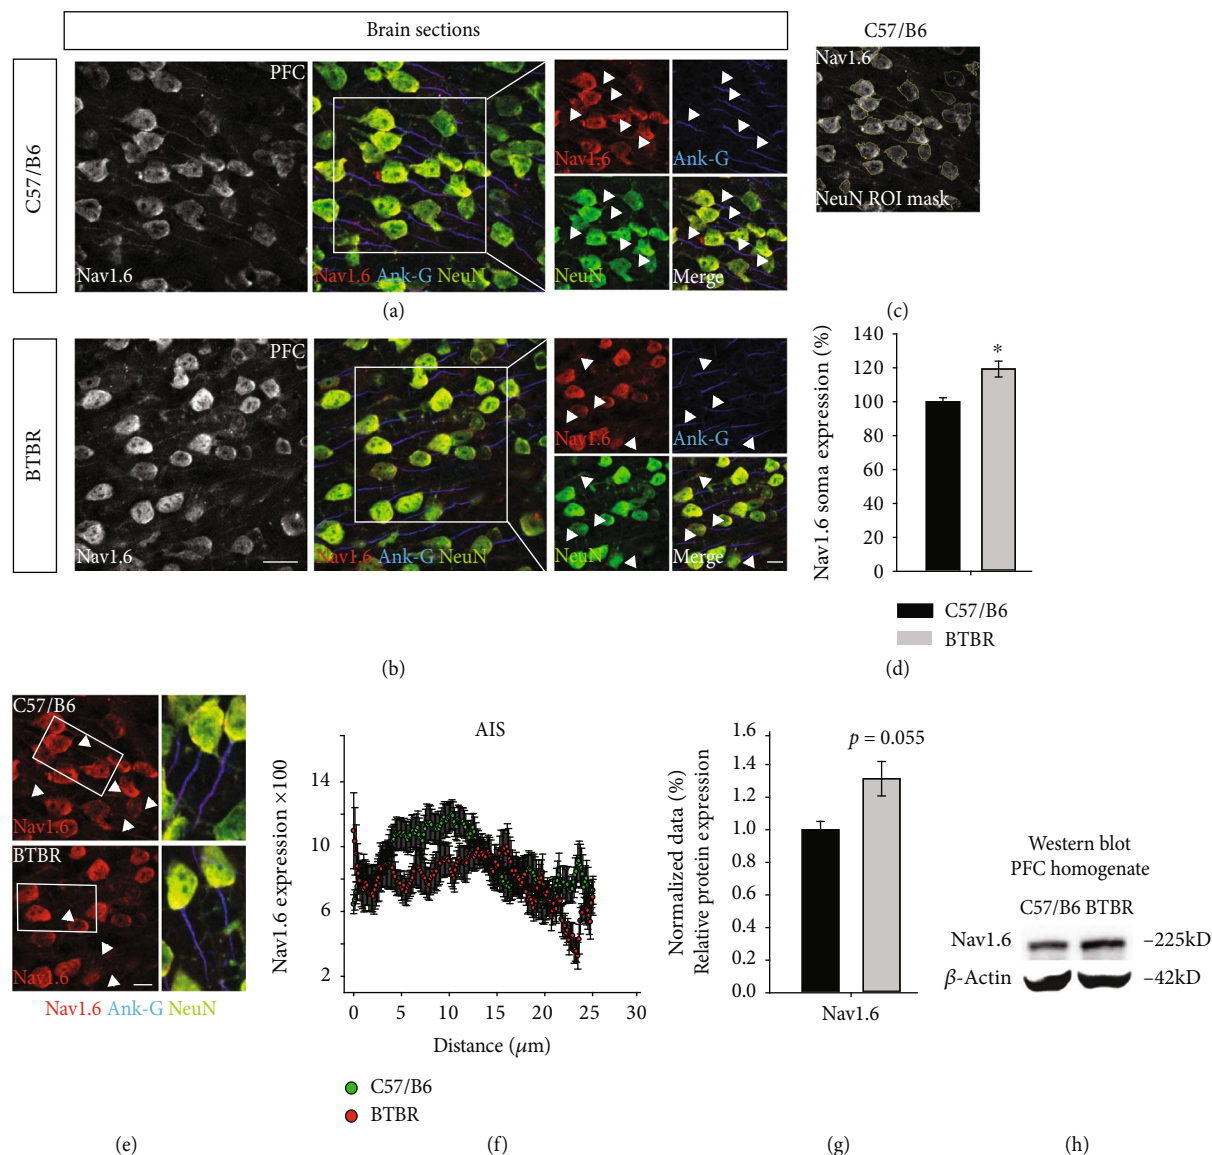 Brain sections
C57/B6
C57/B6
PFC
Nav1.6
Nav1.6 Ank-G NeuN
Nav1.6
Ank-G
NeuN
Merge
(a)
Nav1.6
NeuN ROI mask
(c)
BTBR
PFC
Nav1.6
Nav1.6 Ank-G NeuN
Nav1.6
Ank-G
NeuN
Merge
(b)
Nav1.6 soma expression (%)
140
120
100
80
60
40
20
0
*
C57/B6
BTBR
(d)
C57/B6
Nav1.6
BTBR
Nav1.6
Nav1.6 Ank-G NeuN
(e)
AIS
Nav1.6 expression ×100
14
10
6
2
0 5 10 15 20 25 30
Distance (μm)
C57/B6
BTBR
(f)
Normalized data (%)
Relative protein expression
1.6
1.4
1.2
1.0
0.8
0.6
0.4
0.2
0.0
p = 0.055
Nav1.6
(g)
Western blot
PFC homogenate
C57/B6 BTBR
Nav1.6 –225kD
β-Actin –42kD
(h)